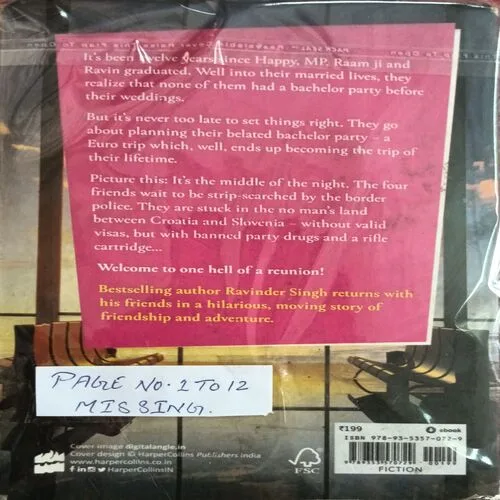 It's been twelve years since Happy, MP, Raam ji and
Ravin graduated. Well into their married lives, they
realize that none of them had a bachelor party before
their weddings.
But it's never too late to set things right. They go
about planning their belated bachelor party – a
Euro trip which, well, ends up becoming the trip of
their lifetime.
Picture this: It's the middle of the night. The four
friends wait to be strip-searched by the border
police. They are stuck in the no man's land
between Croatia and Slovenia – without valid
visas, but with banned party drugs and a rifle
cartridge...
Welcome to one hell of a reunion!
Bestselling author Ravinder Singh returns with
his friends in a hilarious, moving story of
friendship and adventure.
PAGE NO. 1 TO 12
MISSING.
₹199
ebook
ISBN 978-93-5357-077-9
FICTION
FSC
Cover image digitalangle.in
Cover design © HarperCollins Publishers India
www.harpercollins.co.in
HarperCollinsIN